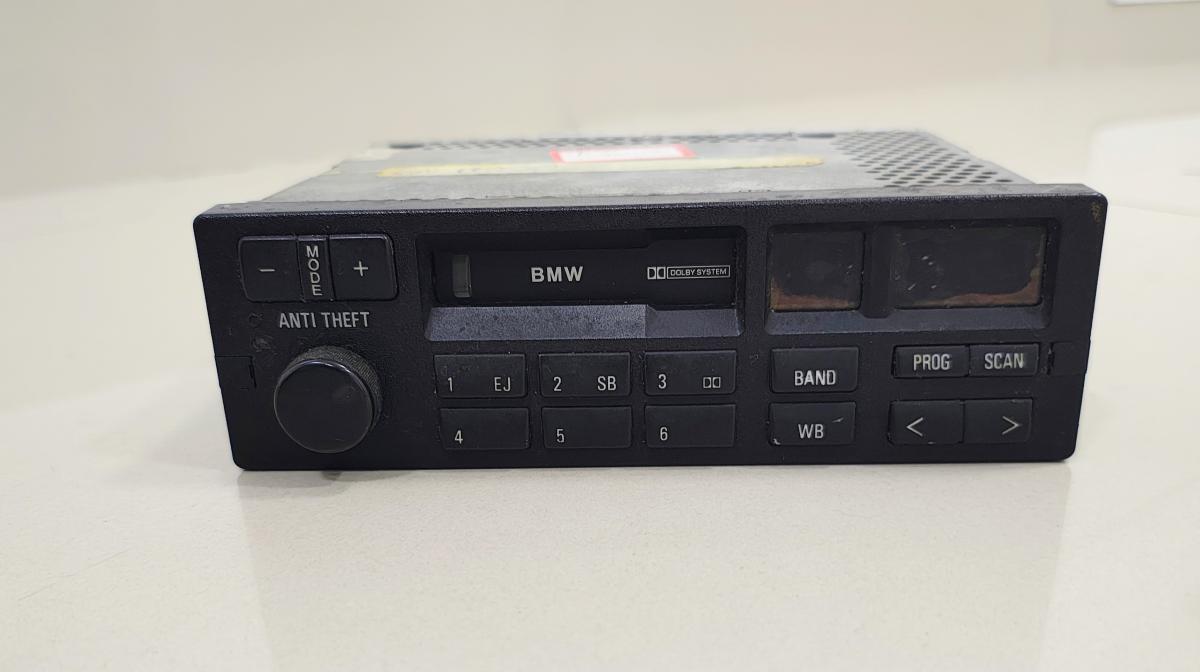 − MODE +
ANTI THEFT
BMW
DOLBY SYSTEM
1 EJ
2 SB
3
4
5
6
BAND
WB
PROG
SCAN
< >